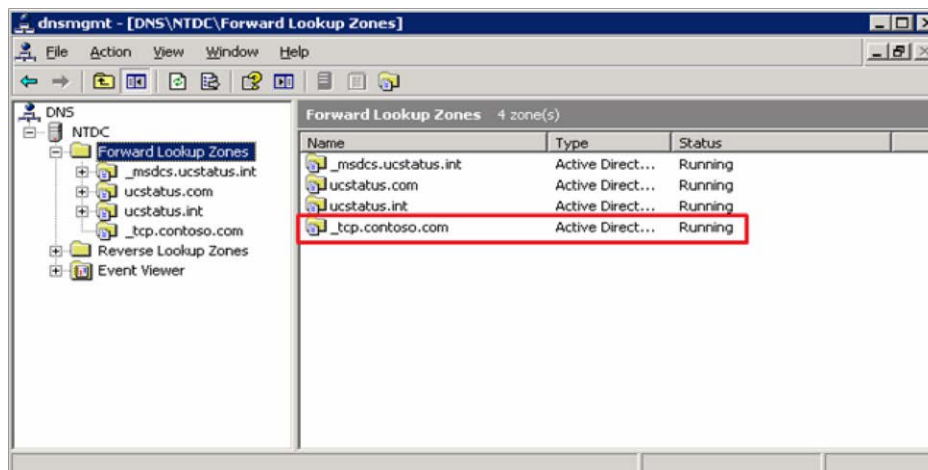 dnsmgmt - [DNS\NTDC\Forward Lookup Zones]
File Action View Window Help
DNS
NTDC
Forward Lookup Zones
_msdcs.ucstatus.int
ucstatus.com
ucstatus.int
_tcp.contoso.com
Reverse Lookup Zones
Event Viewer
Forward Lookup Zones 4 zone(s)
Name Type Status
_msdcs.ucstatus.int Active Direct... Running
ucstatus.com Active Direct... Running
ucstatus.int Active Direct... Running
_tcp.contoso.com Active Direct... Running